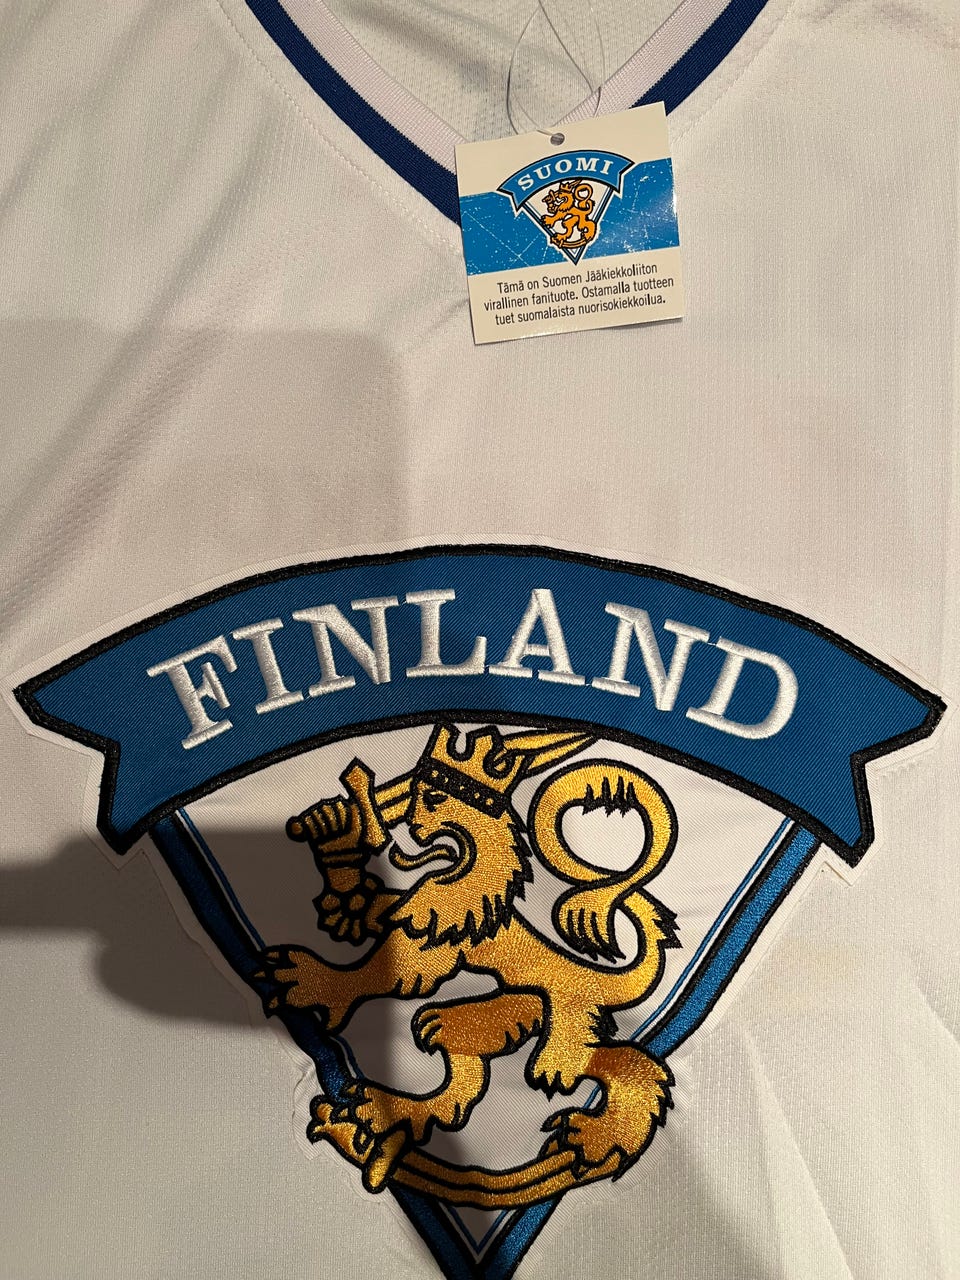 SUOMI
Tämä on Suomen Jääkiekkoliiton
virallinen fanituote. Ostamalla tuotteen
tuet suomalaista nuorisokiekkoilua.
FINLAND